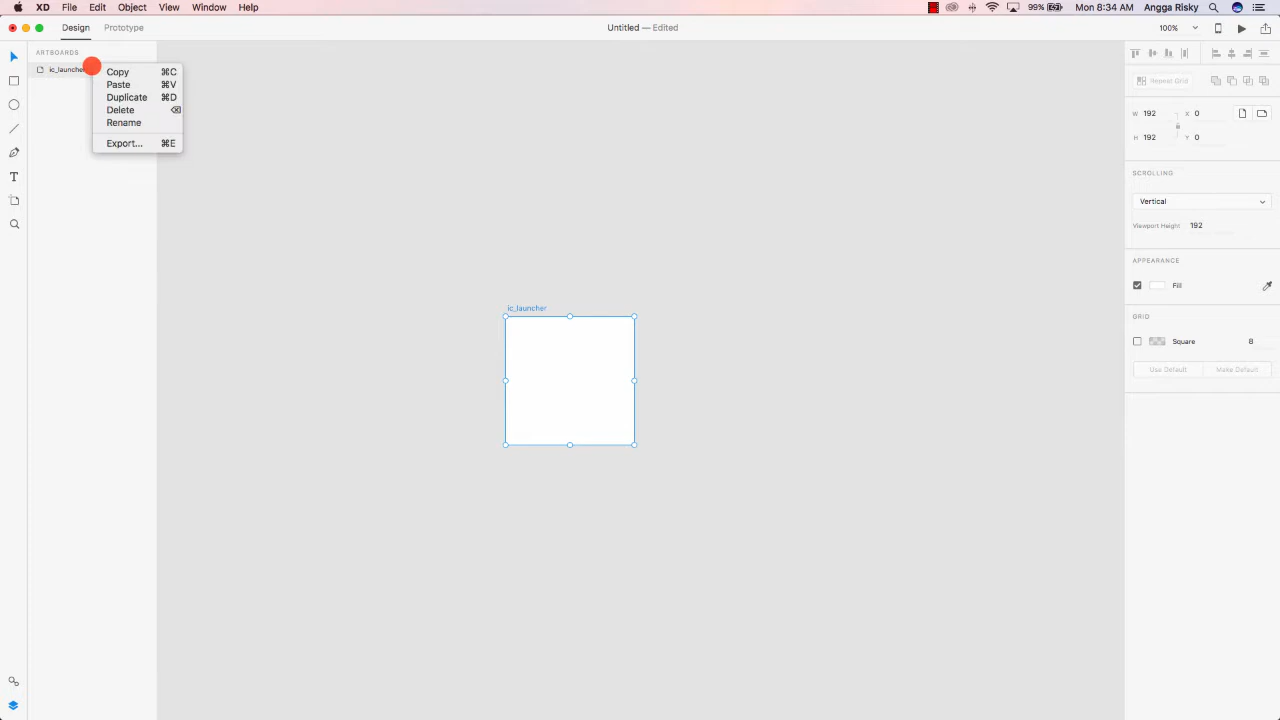 XD File Edit Object View Window Help 99% Mon 8:34 AM Angga Risky
Design Prototype Untitled — Edited 100%
ARTBOARDS
ic_launcher
Copy ⌘C
Paste ⌘V
Duplicate ⌘D
Delete ⌫
Rename
Export... ⌘E
ic_launcher
Repeat Grid
W 192 X 0
H 192 Y 0
SCROLLING
Vertical
Viewport Height 192
APPEARANCE
Fill
GRID
Square 8
Use Default Make Default